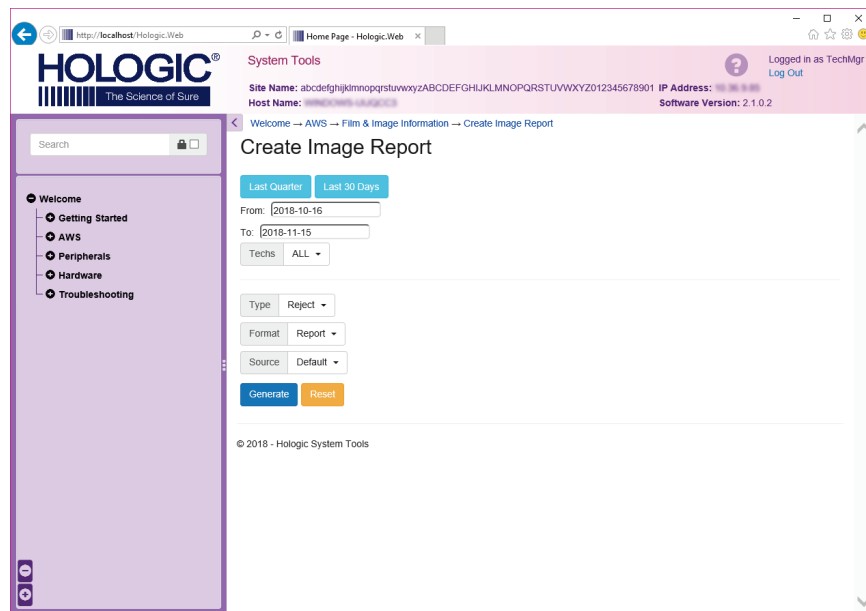 http://localhost/Hologic.Web
Home Page - Hologic.Web
HOLOGIC®
The Science of Sure
System Tools
Logged in as TechMgr
Log Out
Site Name: abcdefghijklmnopqrstuvwxyzABCDEFGHIJKLMNOPQRSTUVWXYZ012345678901 IP Address:
Host Name:
Software Version: 2.1.0.2
Welcome → AWS → Film & Image Information → Create Image Report
Search
Welcome
Getting Started
AWS
Peripherals
Hardware
Troubleshooting
Create Image Report
Last Quarter
Last 30 Days
From: 2018-10-16
To: 2018-11-15
Techs ALL
Type Reject
Format Report
Source Default
Generate
Reset
© 2018 - Hologic System Tools